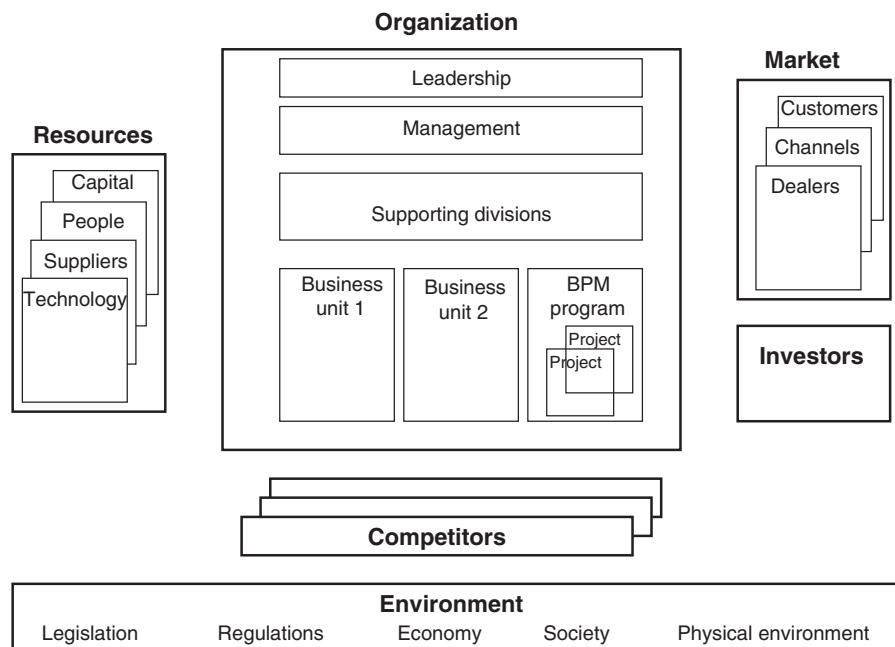 Organization
Leadership
Management
Supporting divisions
Business
unit 1
Business
unit 2
BPM
program
Project
Project
Resources
Capital
People
Suppliers
Technology
Market
Customers
Channels
Dealers
Investors
Competitors
Environment
Legislation Regulations Economy Society Physical environment